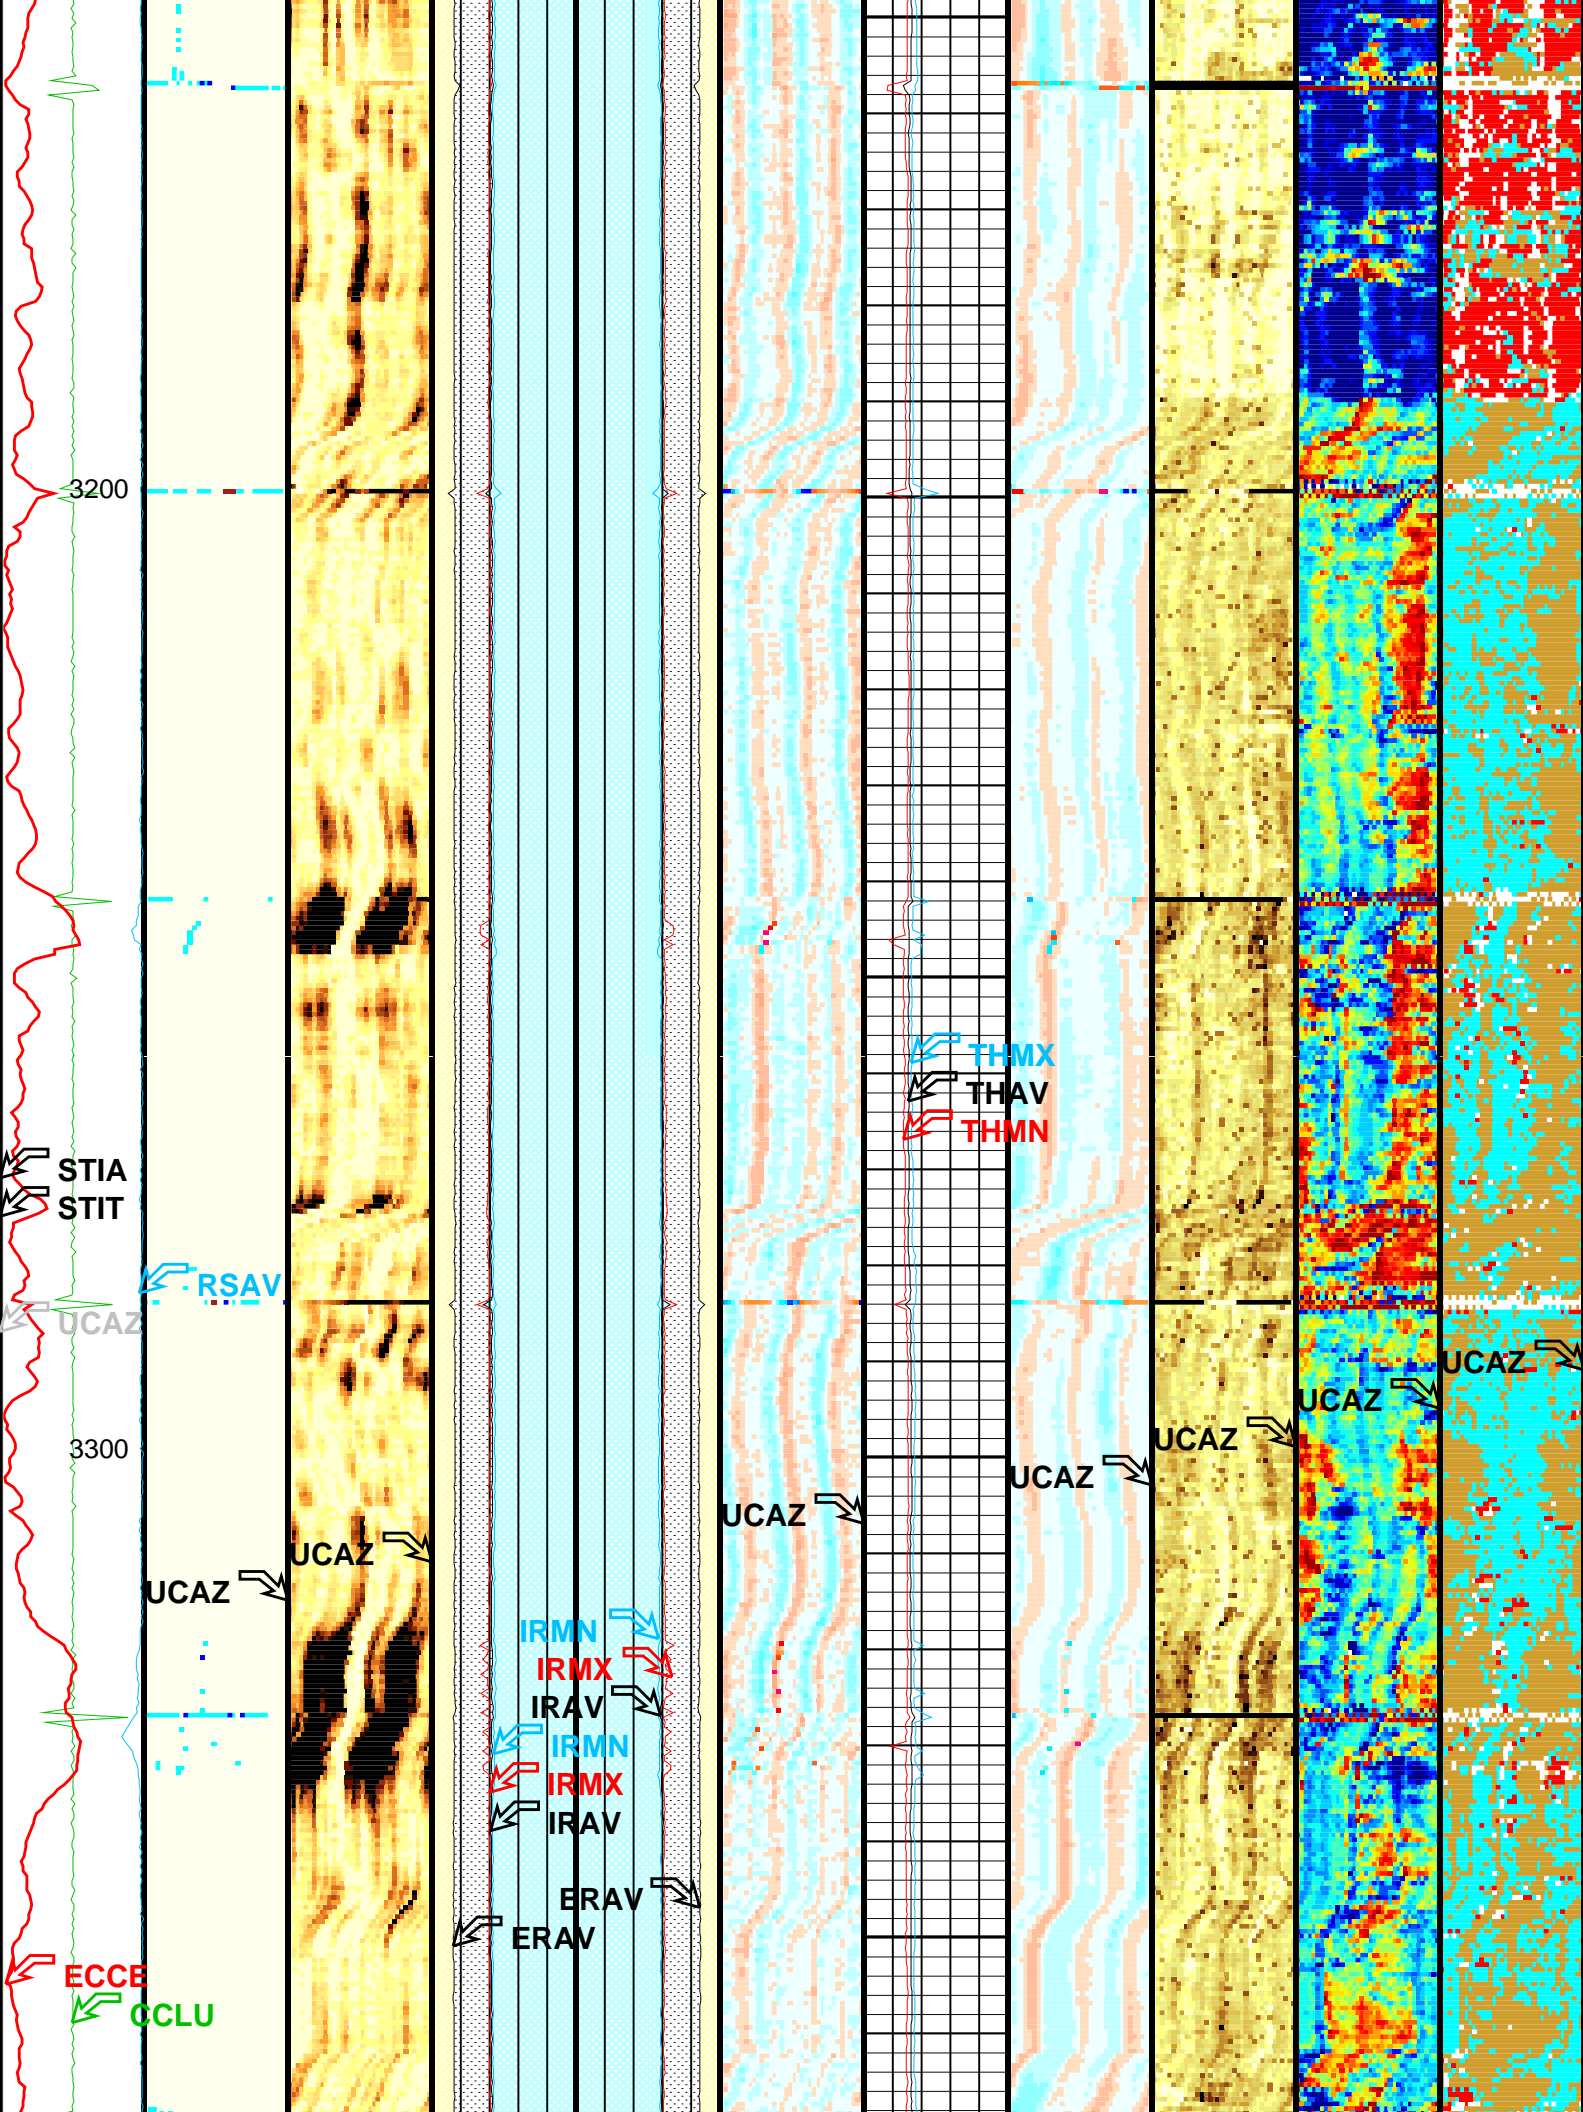 3200
THMX
THAV
THMN
STIA
STIT
RSAV
UCAZ
UCAZ
UCAZ
UCAZ
3300
UCAZ
UCAZ
UCAZ
UCAZ
IRMN
IRMX
IRAV
IRMN
IRMX
IRAV
ERAV
ERAV
ECCE
CCLU